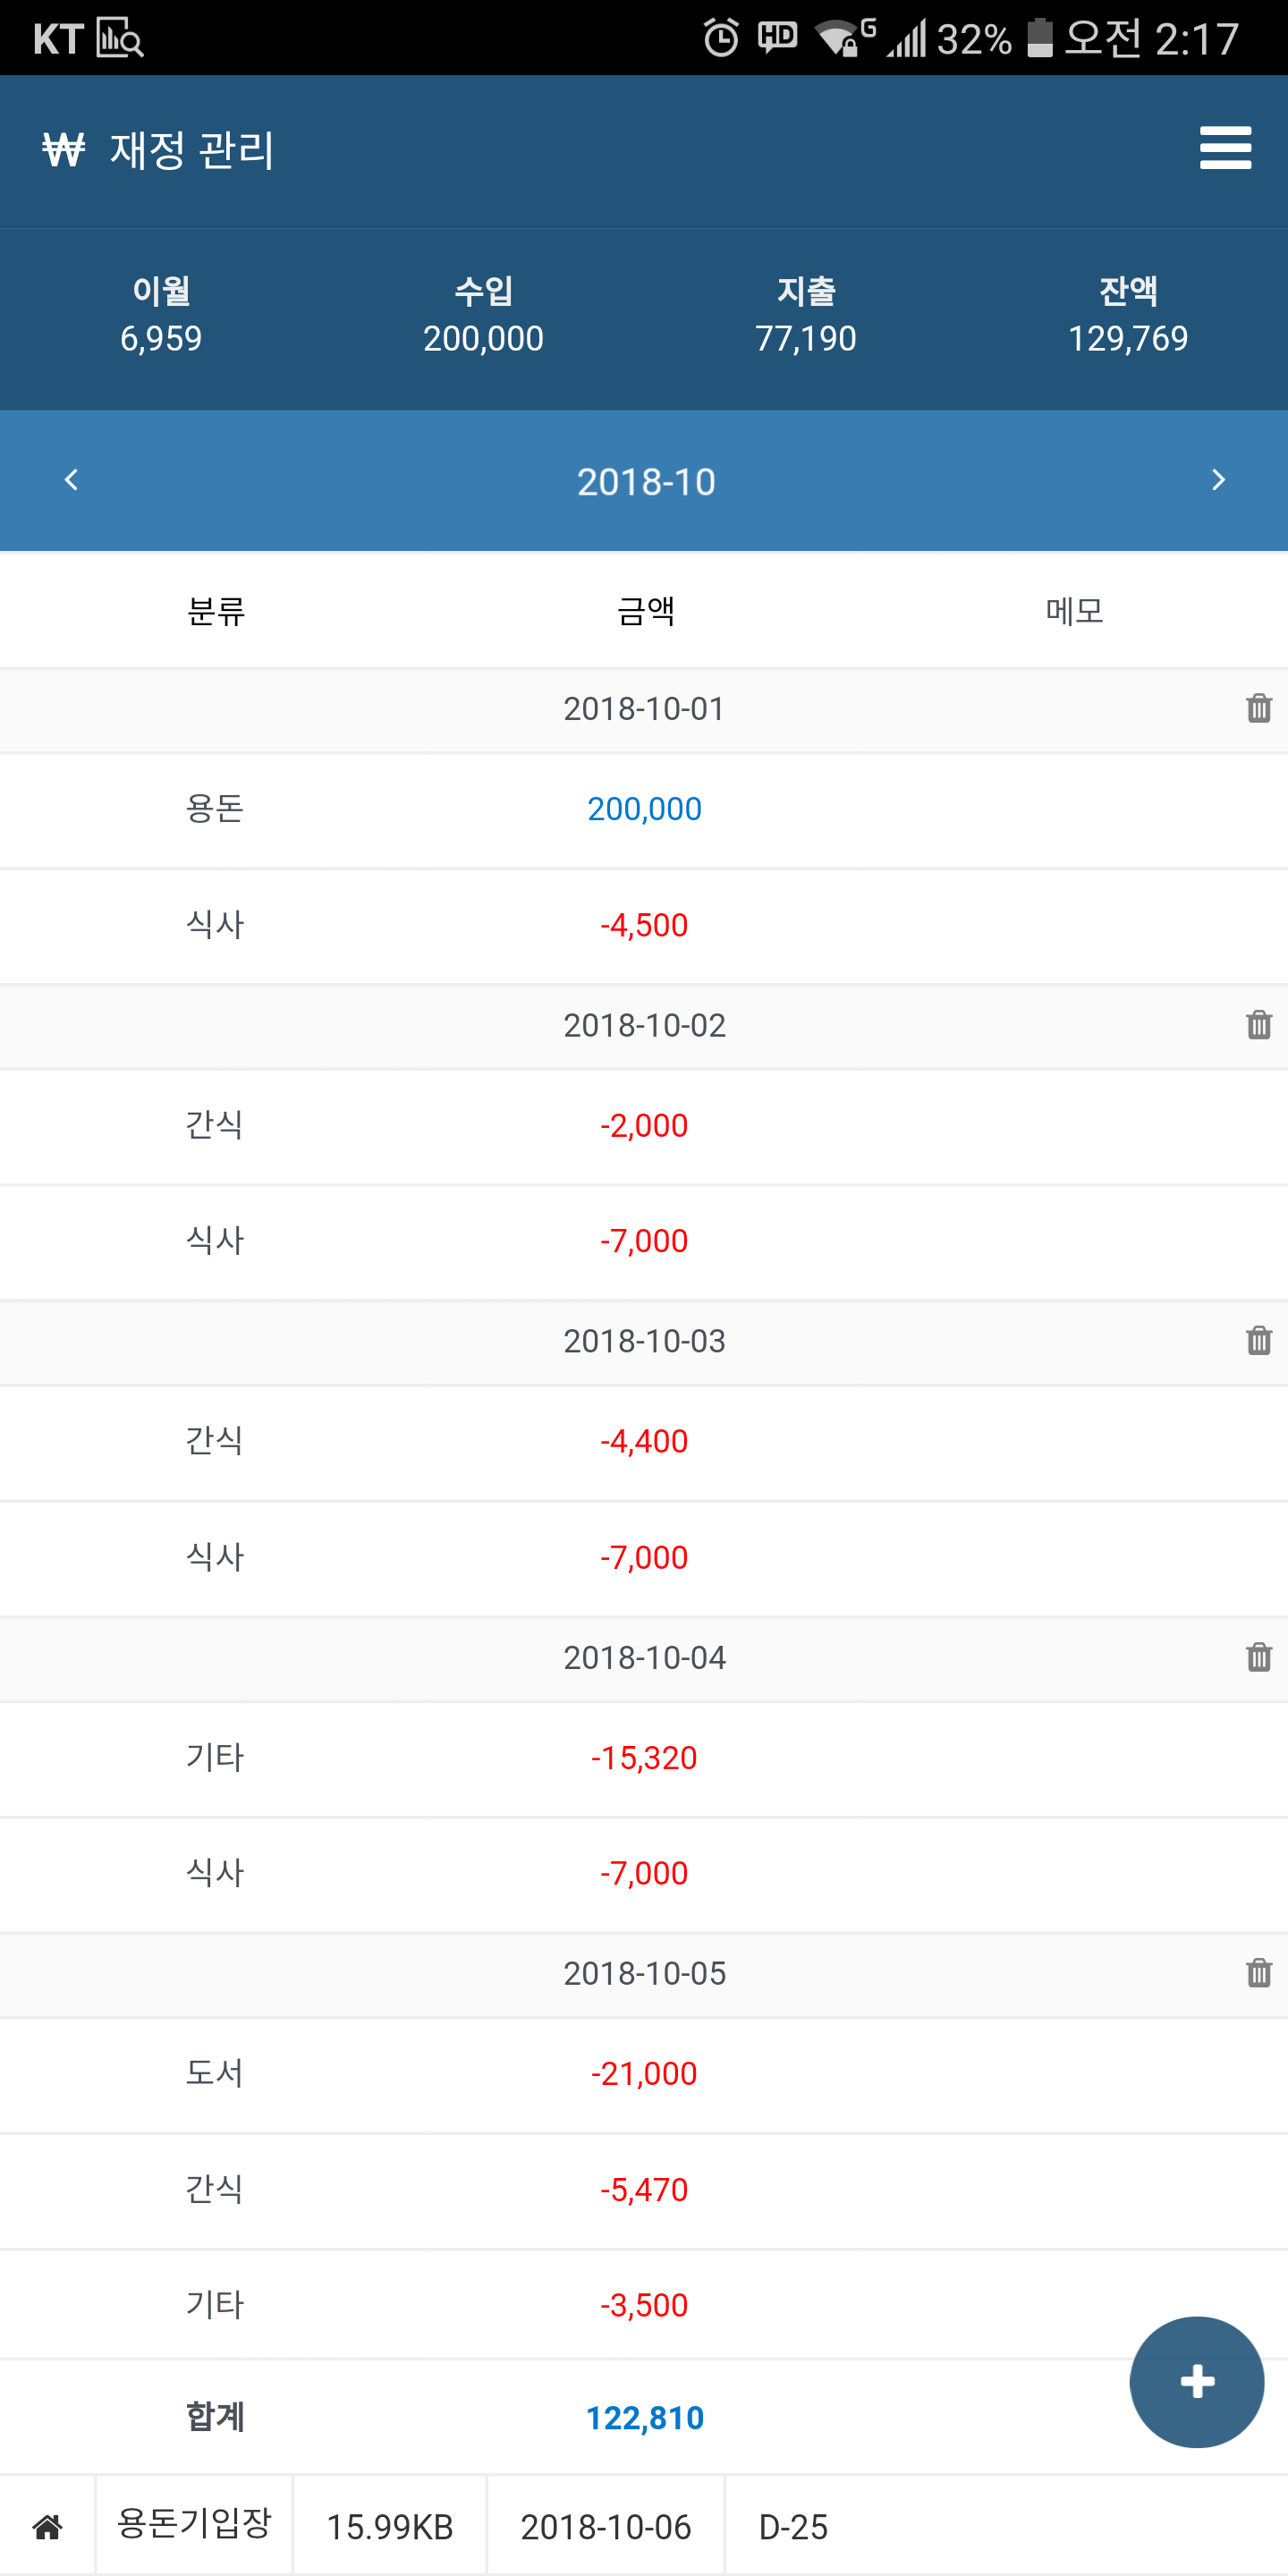 KT HD G 32% 오전 2:17
₩ 재정 관리
이월 수입 지출 잔액
6,959 200,000 77,190 129,769
2018-10
분류 금액 메모
2018-10-01
용돈 200,000
식사 -4,500
2018-10-02
간식 -2,000
식사 -7,000
2018-10-03
간식 -4,400
식사 -7,000
2018-10-04
기타 -15,320
식사 -7,000
2018-10-05
도서 -21,000
간식 -5,470
기타 -3,500
합계 122,810
용돈기입장 15.99KB 2018-10-06 D-25